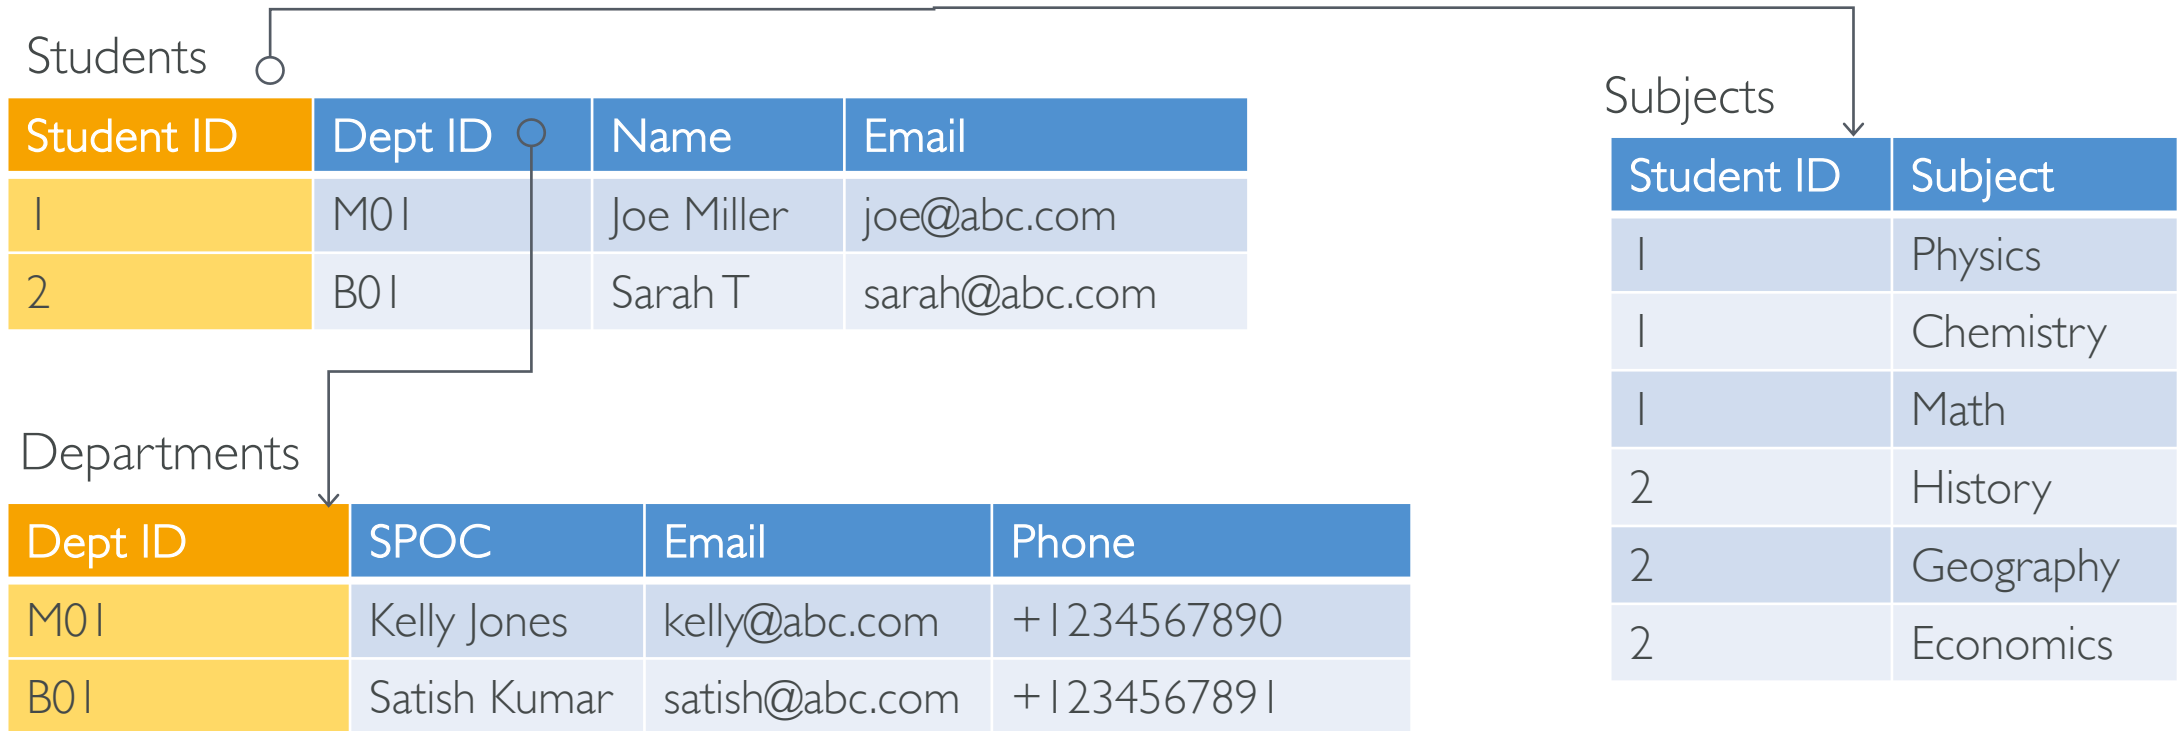 Students
Student ID Dept ID Name Email
1 M01 Joe Miller joe@abc.com
2 B01 Sarah T sarah@abc.com
Departments
Dept ID SPOC Email Phone
M01 Kelly Jones kelly@abc.com +1234567890
B01 Satish Kumar satish@abc.com +1234567891
Subjects
Student ID Subject
1 Physics
1 Chemistry
1 Math
2 History
2 Geography
2 Economics